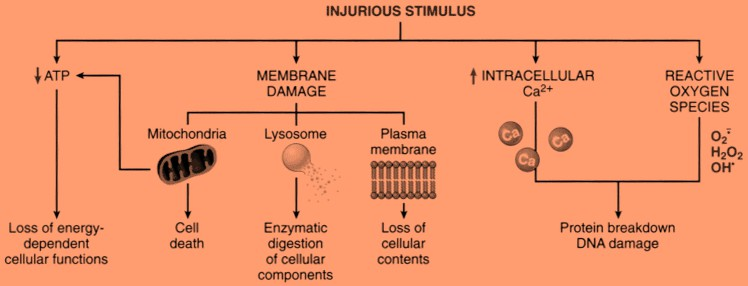 INJURIOUS STIMULUS
↓ ATP
MEMBRANE
DAMAGE
↑ INTRACELLULAR
Ca2+
REACTIVE
OXYGEN
SPECIES
Mitochondria
Lysosome
Plasma
membrane
Ca
Ca
Ca
O₂⁻̇
H₂O₂
OH•
Loss of energy-
dependent
cellular functions
Cell
death
Enzymatic
digestion
of cellular
components
Loss of
cellular
contents
Protein breakdown
DNA damage